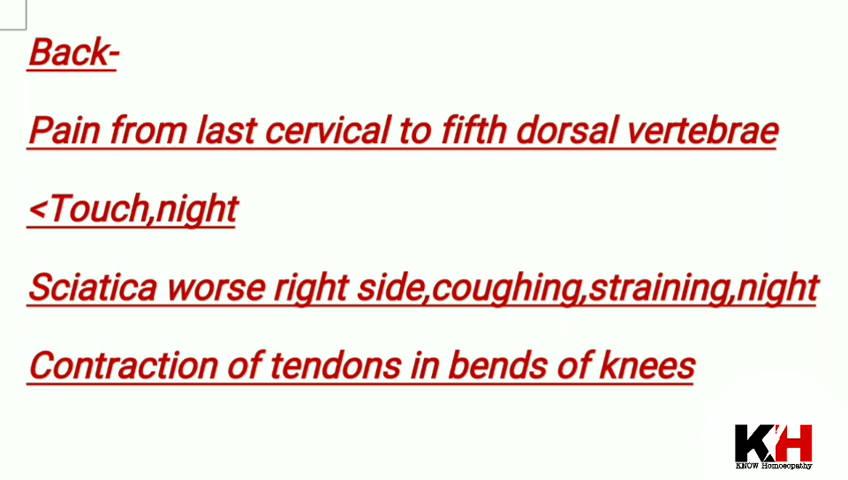 Back-
Pain from last cervical to fifth dorsal vertebrae
<Touch,night
Sciatica worse right side,coughing,straining,night
Contraction of tendons in bends of knees
KH
KNOW Homoeopathy